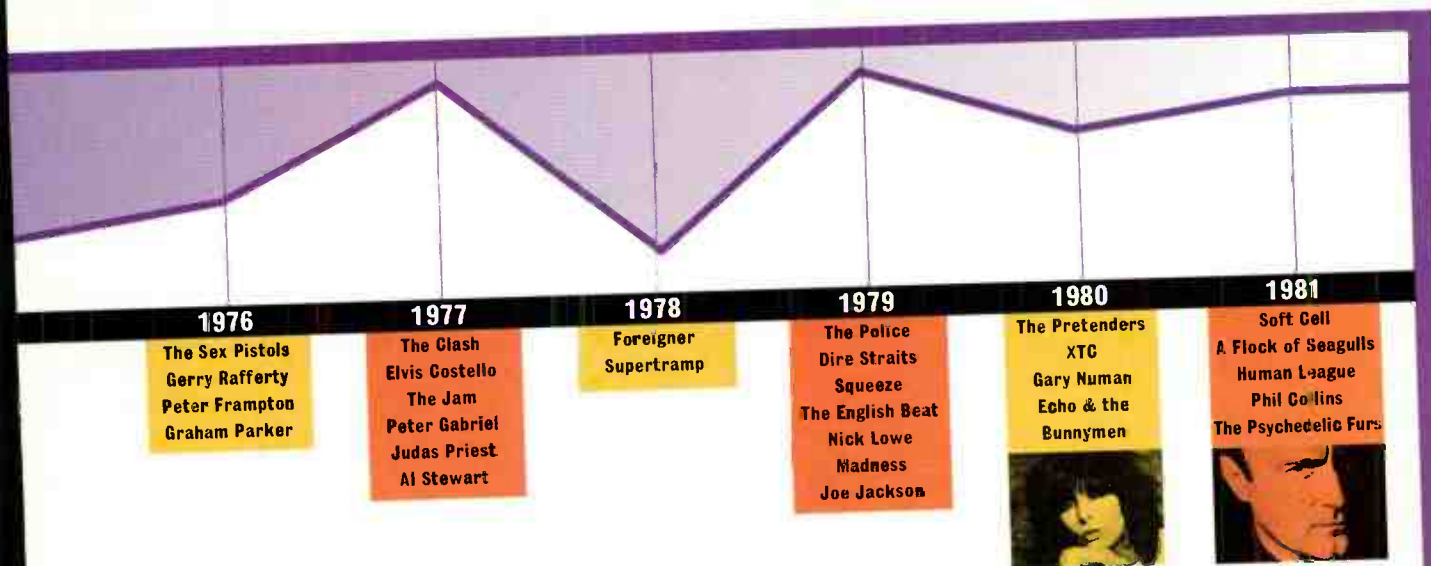 1976
The Sex Pistols
Gerry Rafferty
Peter Frampton
Graham Parker
1977
The Clash
Elvis Costello
The Jam
Peter Gabriel
Judas Priest
Al Stewart
1978
Foreigner
Supertramp
1979
The Police
Dire Straits
Squeeze
The English Beat
Nick Lowe
Madness
Joe Jackson
1980
The Pretenders
XTC
Gary Numan
Echo & the
Bunnymen
1981
Soft Cell
A Flock of Seagulls
Human League
Phil Collins
The Psychedelic Furs